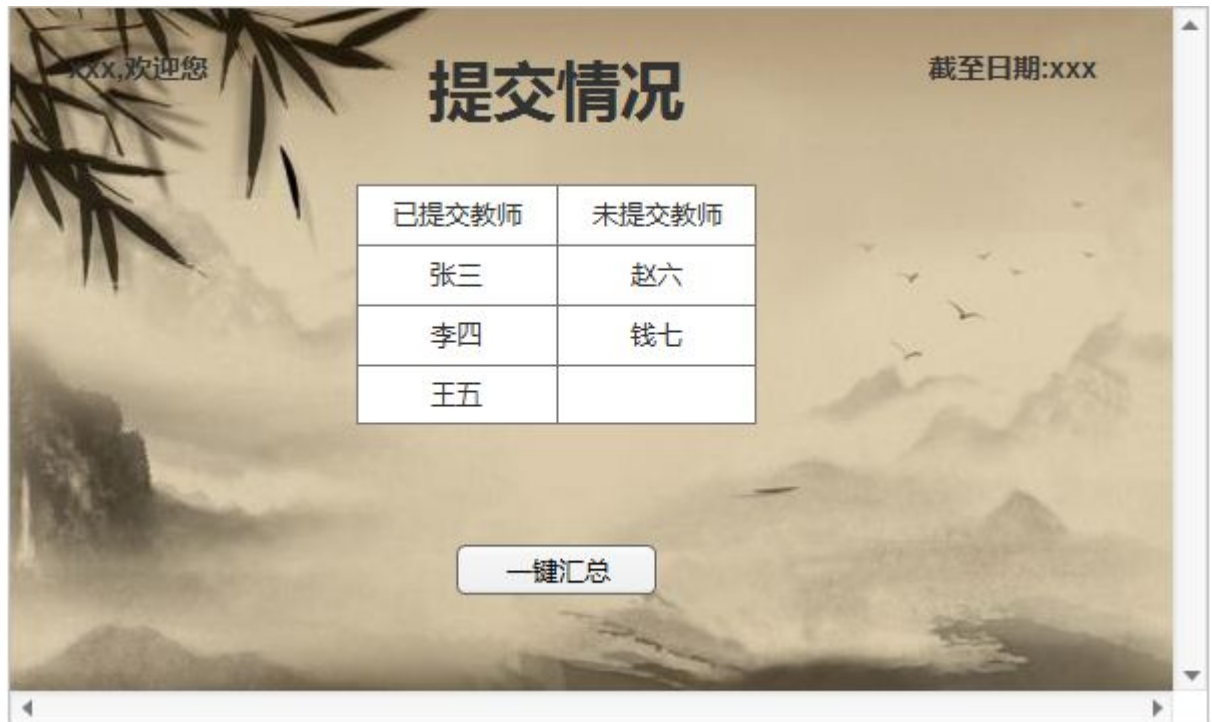 xxx,欢迎您
提交情况
截至日期:xxx
已提交教师 未提交教师
张三 赵六
李四 钱七
王五
一键汇总